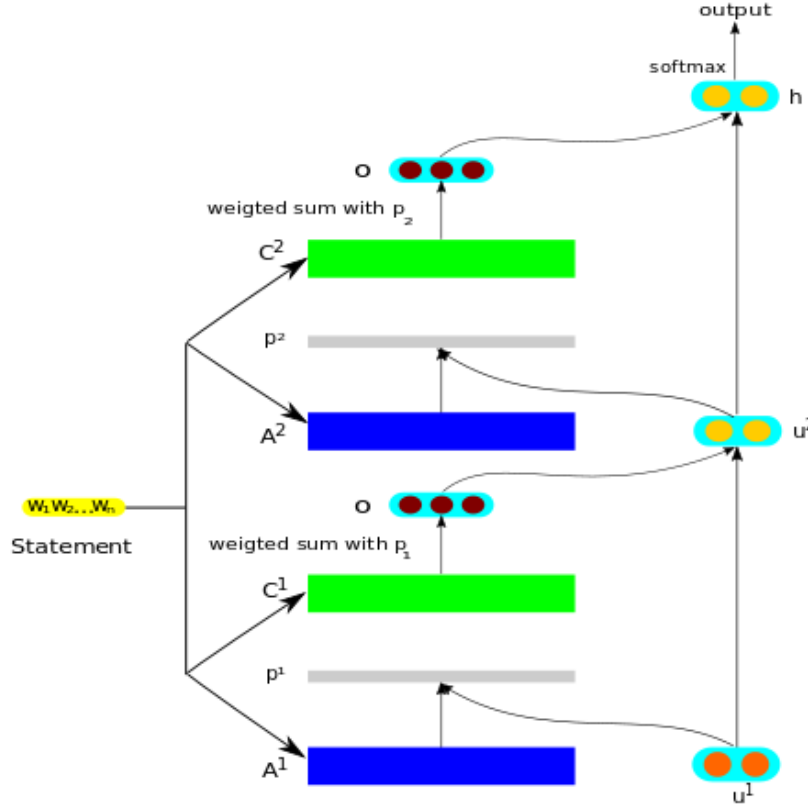 output
softmax
h
o
weigted sum with p₂
C²
p²
A²
u²
W₁W₂...Wₙ
Statement
o
weigted sum with p₁
C¹
p¹
A¹
u¹